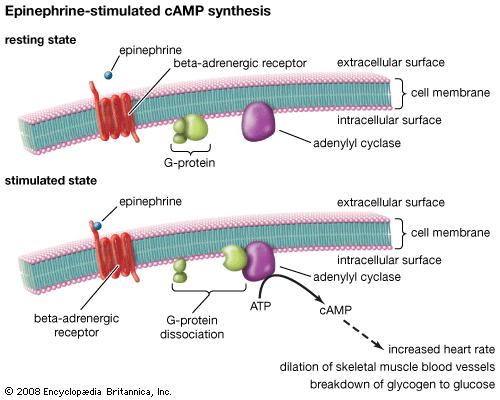 Epinephrine-stimulated cAMP synthesis
resting state
epinephrine
beta-adrenergic receptor
extracellular surface
cell membrane
intracellular surface
adenylyl cyclase
G-protein
stimulated state
epinephrine
extracellular surface
cell membrane
intracellular surface
adenylyl cyclase
beta-adrenergic
receptor
G-protein
dissociation
ATP
cAMP
increased heart rate
dilation of skeletal muscle blood vessels
breakdown of glycogen to glucose
© 2008 Encyclopædia Britannica, Inc.